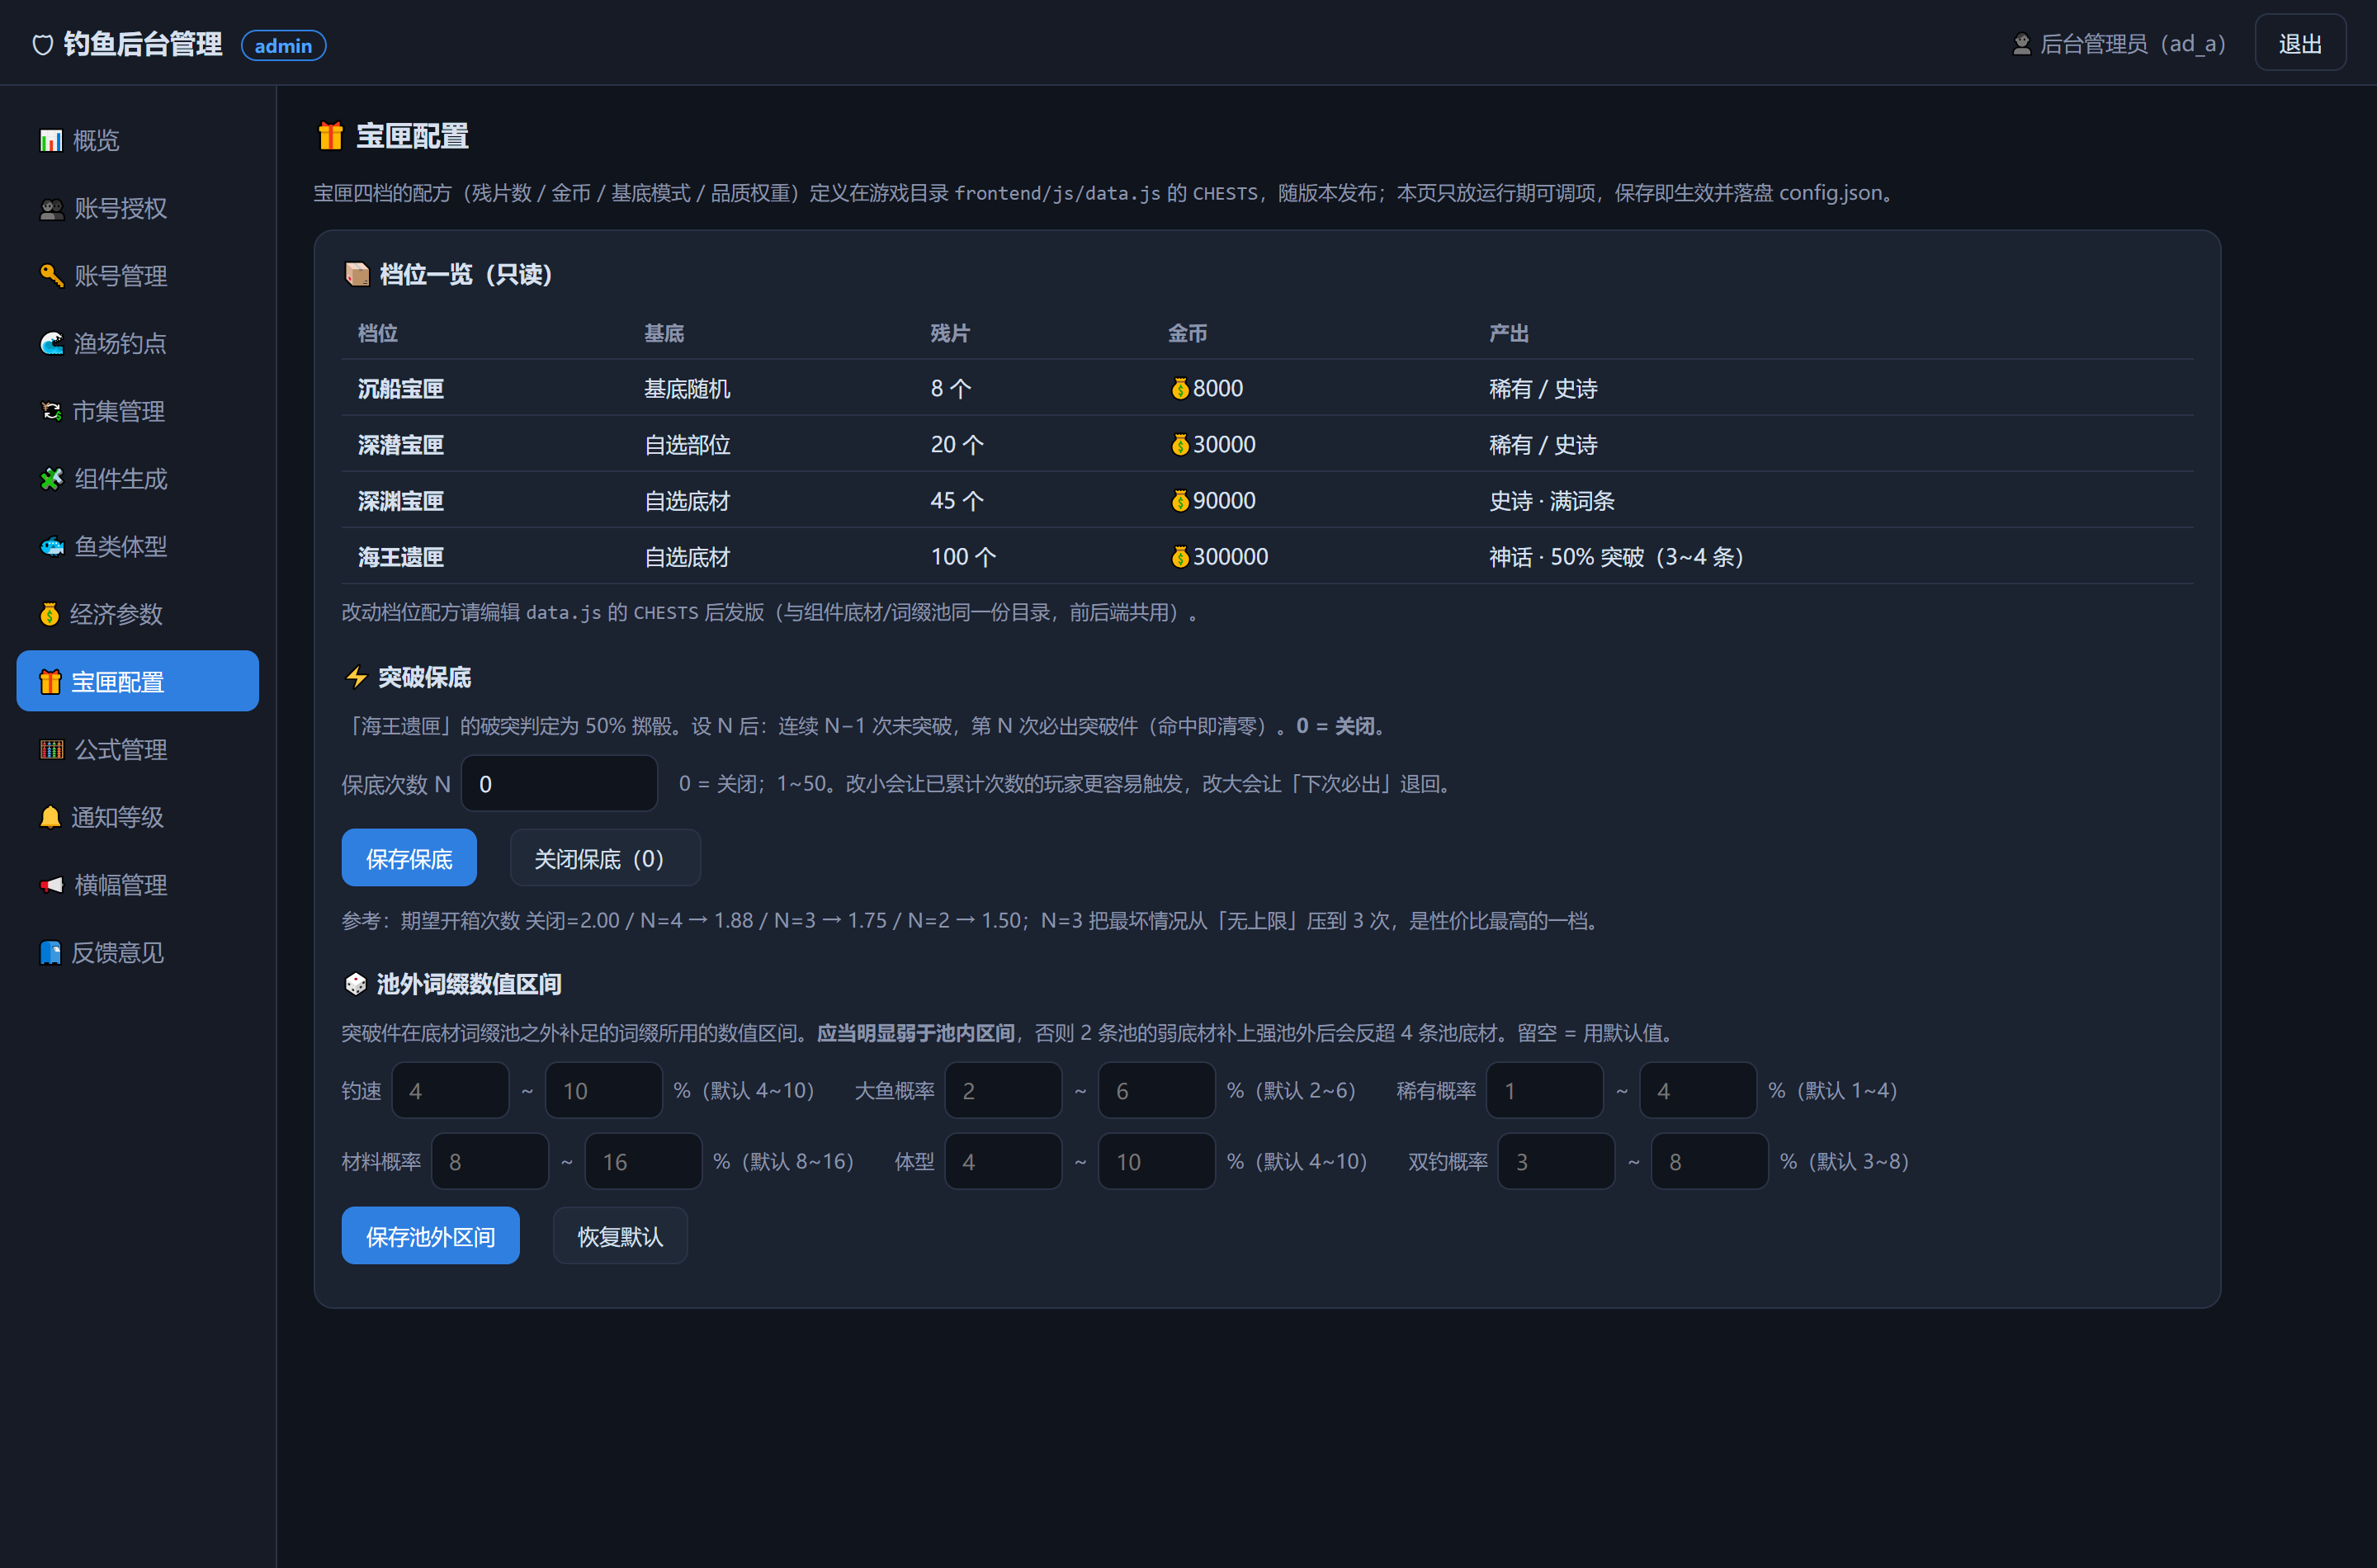 钓鱼后台管理 admin 后台管理员（ad_a） 退出
概览
账号授权
账号管理
渔场钓点
市集管理
组件生成
鱼类体型
经济参数
宝匣配置
公式管理
通知等级
横幅管理
反馈意见
宝匣配置
宝匣四档的配方（残片数 / 金币 / 基底模式 / 品质权重）定义在游戏目录 frontend/js/data.js 的 CHESTS，随版本发布；本页只放运行期可调项，保存即生效并落盘 config.json。
档位一览（只读）
档位 基底 残片 金币 产出
沉船宝匣 基底随机 8 个 8000 稀有 / 史诗
深潜宝匣 自选部位 20 个 30000 稀有 / 史诗
深渊宝匣 自选底材 45 个 90000 史诗 · 满词条
海王遗匣 自选底材 100 个 300000 神话 · 50% 突破（3~4 条）
改动档位配方请编辑 data.js 的 CHESTS 后发版（与组件底材/词缀池同一份目录，前后端共用）。
突破保底
「海王遗匣」的破突判定为 50% 掷骰。设 N 后：连续 N−1 次未突破，第 N 次必出突破件（命中即清零）。0 = 关闭。
保底次数 N 0 0 = 关闭；1~50。改小会让已累计次数的玩家更容易触发，改大会让「下次必出」退回。
保存保底 关闭保底（0）
参考：期望开箱次数 关闭=2.00 / N=4 → 1.88 / N=3 → 1.75 / N=2 → 1.50；N=3 把最坏情况从「无上限」压到 3 次，是性价比最高的一档。
池外词缀数值区间
突破件在底材词缀池之外补足的词缀所用的数值区间。应当明显弱于池内区间，否则 2 条池的弱底材补上强池外后会反超 4 条池底材。留空 = 用默认值。
钓速 4 ~ 10 %（默认 4~10） 大鱼概率 2 ~ 6 %（默认 2~6） 稀有概率 1 ~ 4 %（默认 1~4）
材料概率 8 ~ 16 %（默认 8~16） 体型 4 ~ 10 %（默认 4~10） 双钓概率 3 ~ 8 %（默认 3~8）
保存池外区间 恢复默认